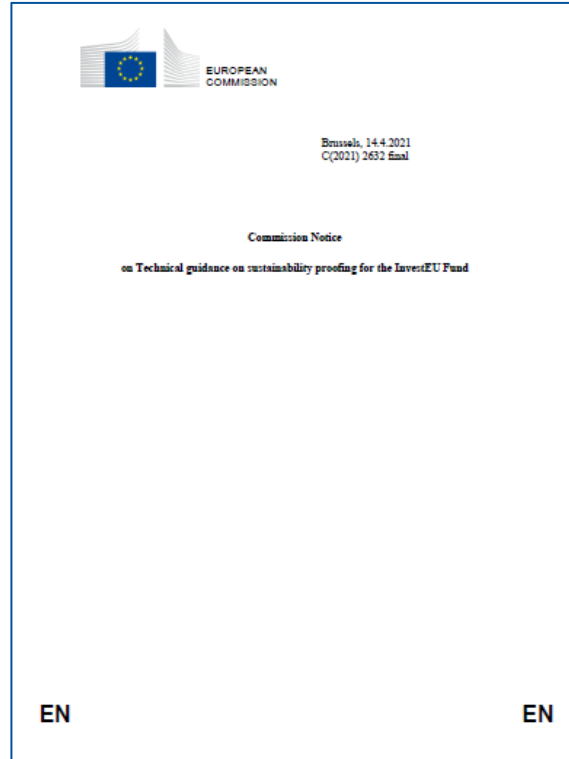 EUROPEAN
COMMISSION
Brussels, 14.4.2021
C(2021) 2632 final
Commission Notice
on Technical guidance on sustainability proofing for the InvestEU Fund
EN EN